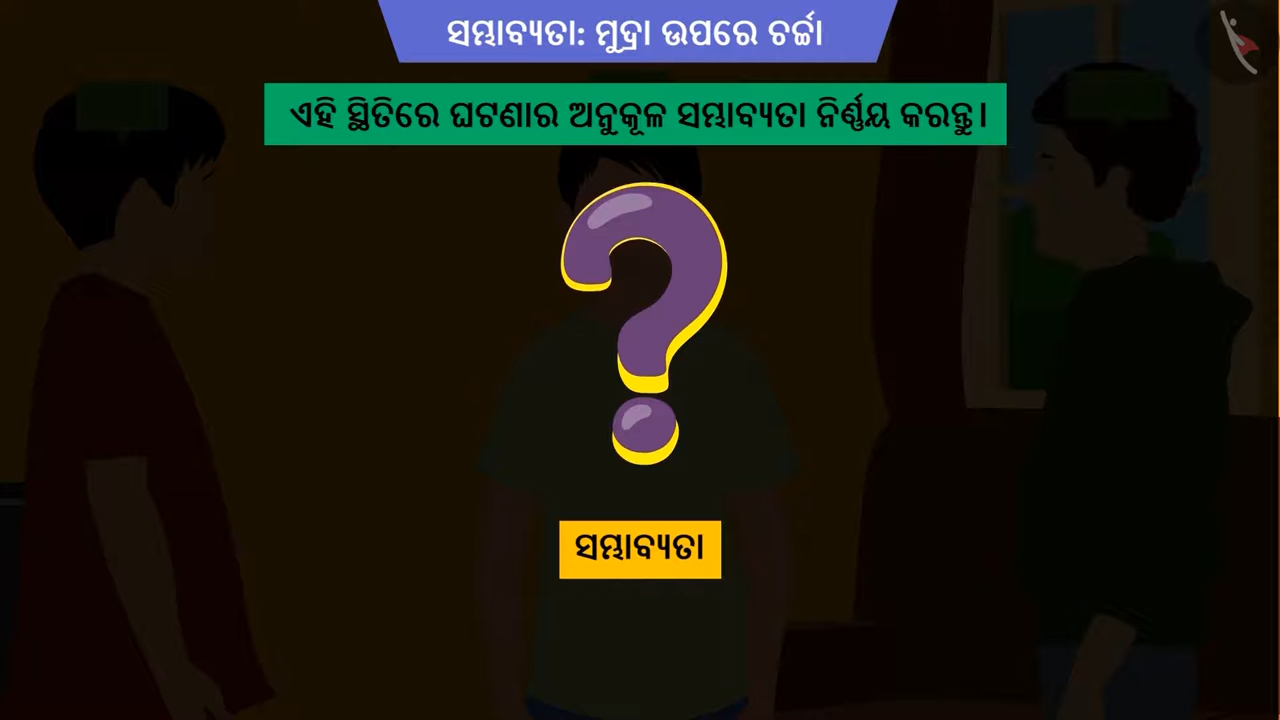 ସମ୍ଭାବ୍ୟତା: ମୁଦ୍ରା ଉପରେ ଚର୍ଚ୍ଚା
ଏହି ସ୍ଥିତିରେ ଘଟଣାର ଅନୁକୂଳ ସମ୍ଭାବ୍ୟତା ନିର୍ଣ୍ଣୟ କରନ୍ତୁ।
?
ସମ୍ଭାବ୍ୟତା